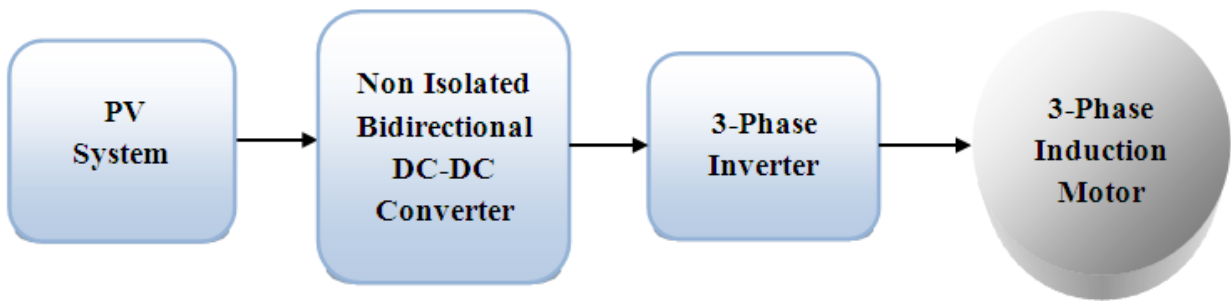 PV
System
Non Isolated
Bidirectional
DC-DC
Converter
3-Phase
Inverter
3-Phase
Induction
Motor